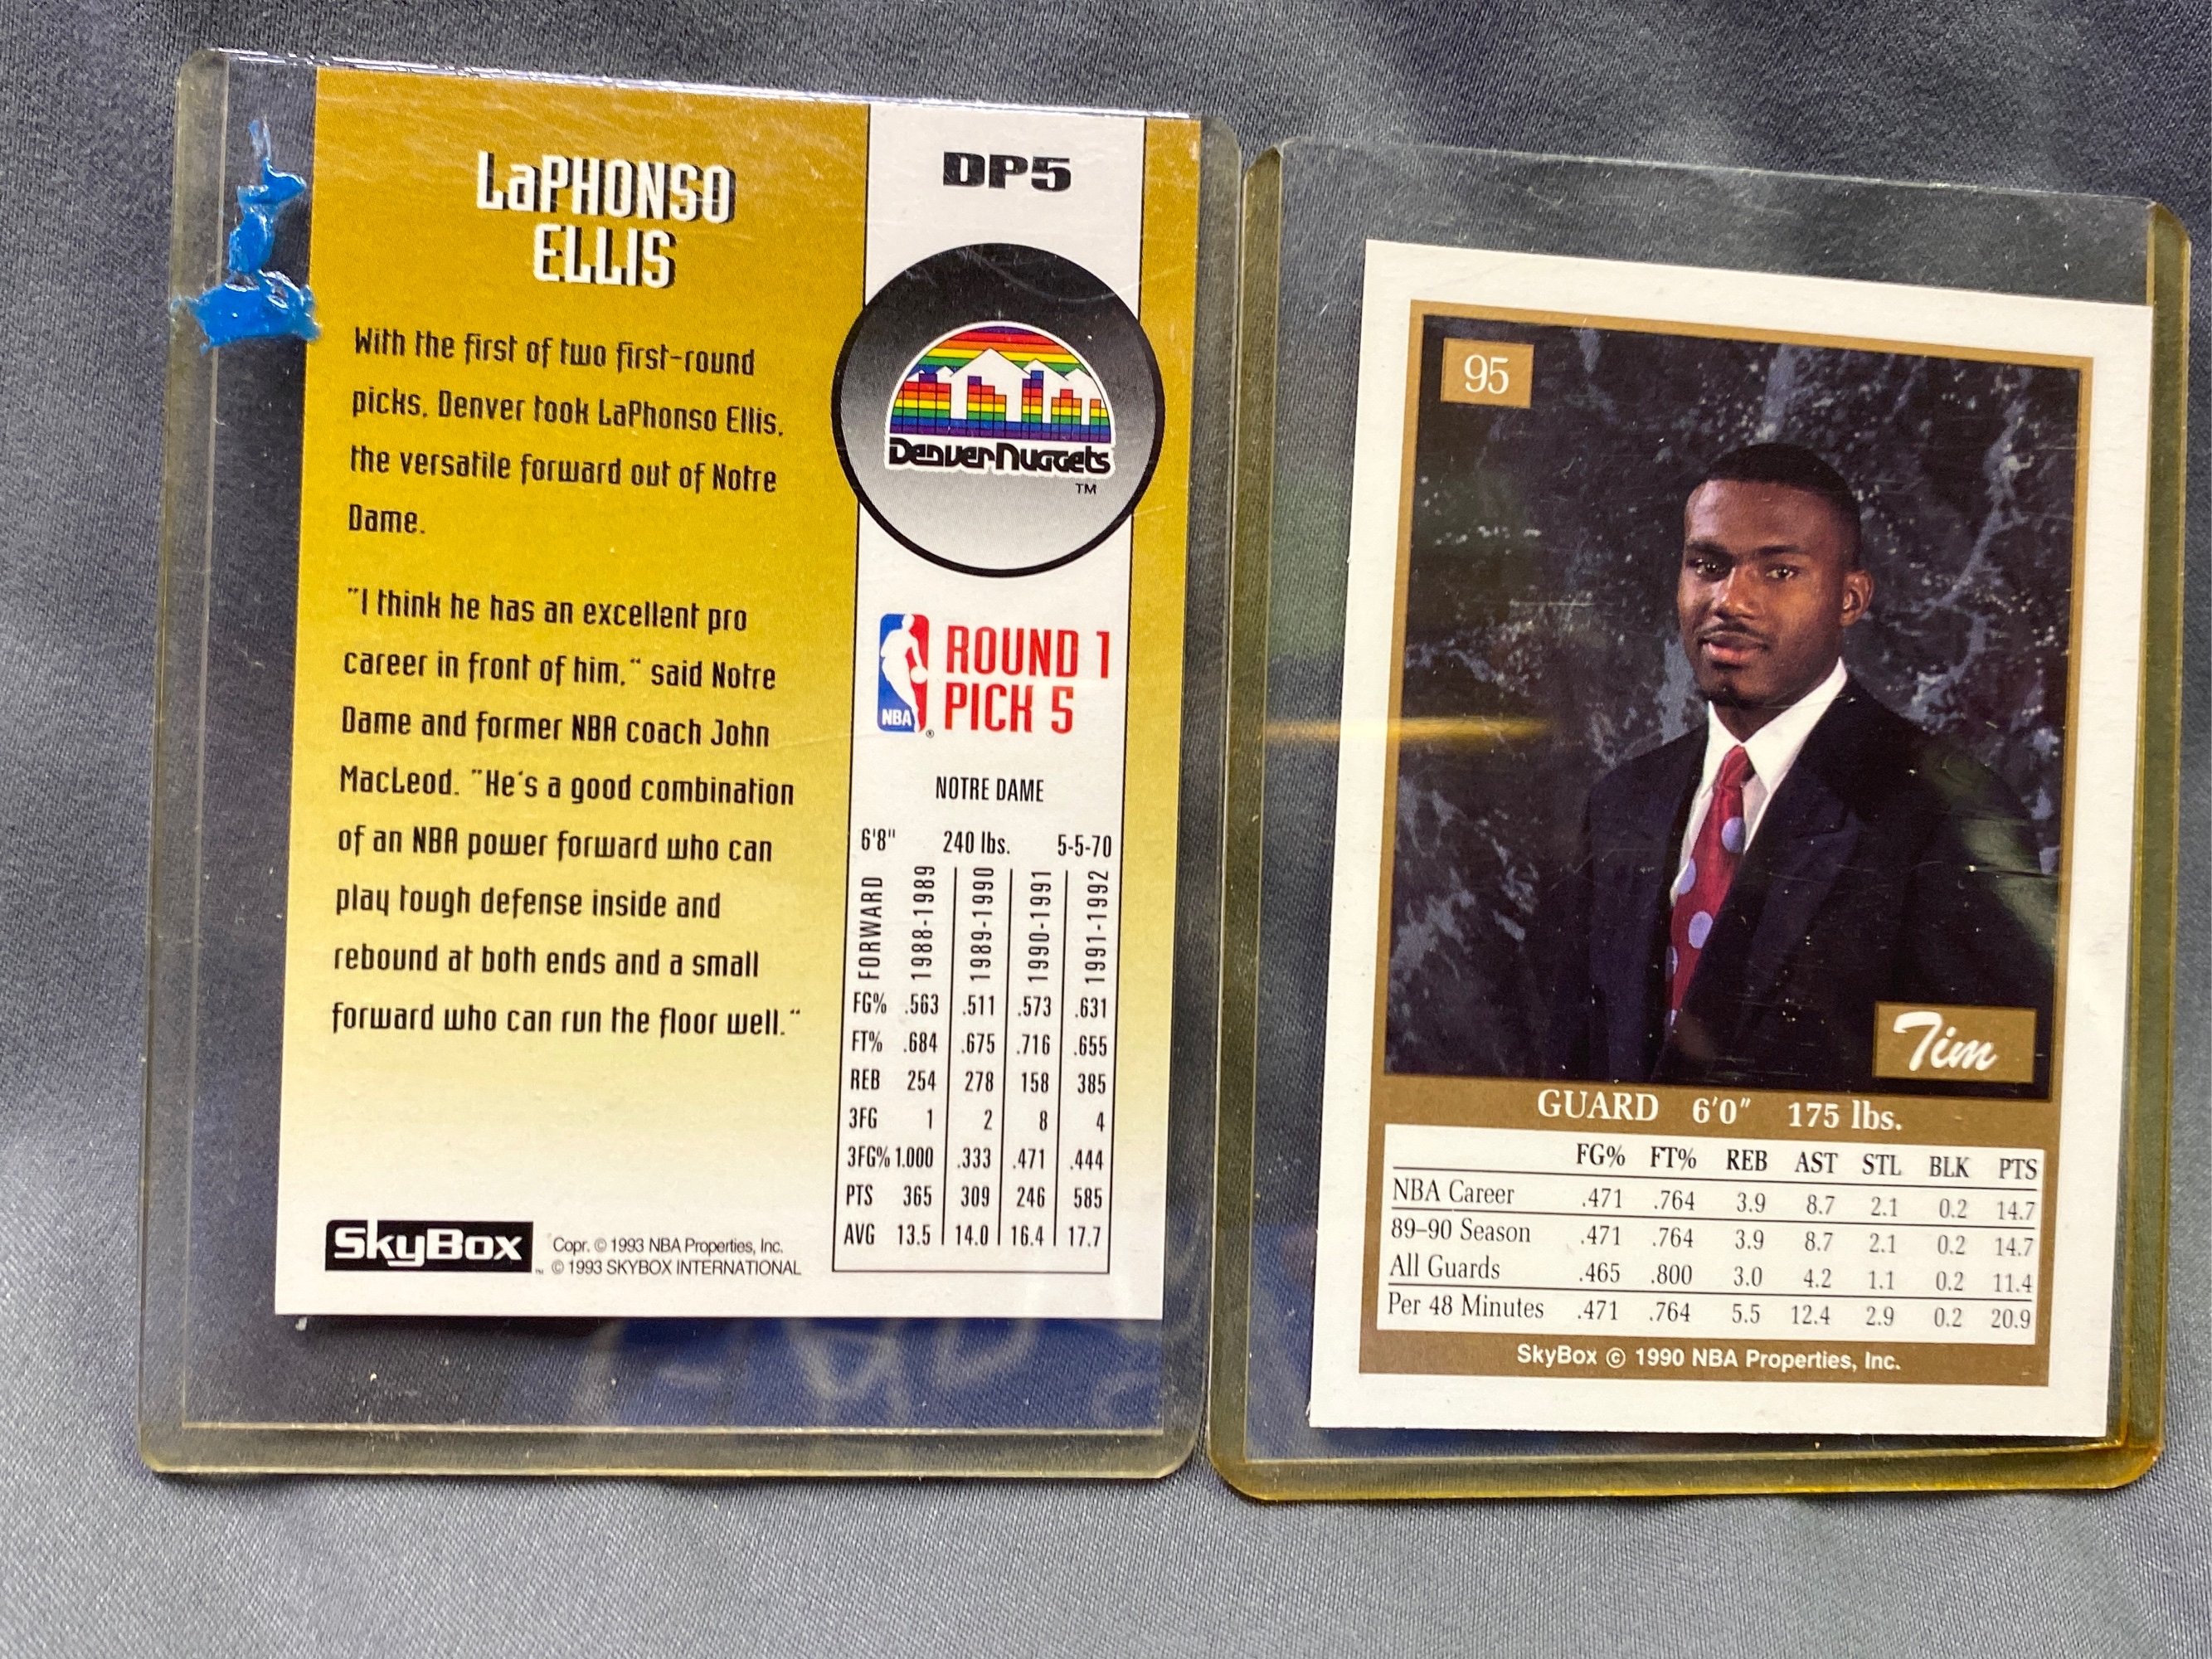 LaPHONSO
ELLIS
With the first of two first-round
picks, Denver took LaPhonso Ellis,
the versatile forward out of Notre
Dame.
"I think he has an excellent pro
career in front of him," said Notre
Dame and former NBA coach John
MacLeod. "He's a good combination
of an NBA power forward who can
play tough defense inside and
rebound at both ends and a small
forward who can run the floor well."
SkyBox
Copr. © 1993 NBA Properties, Inc.
™ © 1993 SKYBOX INTERNATIONAL
DP5
Denver Nuggets
TM
NBA ®
ROUND 1
PICK 5
NOTRE DAME
6'8" 240 lbs. 5-5-70
FORWARD 1988-1989 1989-1990 1990-1991 1991-1992
FG% .563 .511 .573 .631
FT% .684 .675 .716 .655
REB 254 278 158 385
3FG 1 2 8 4
3FG% 1.000 .333 .471 .444
PTS 365 309 246 585
AVG 13.5 14.0 16.4 17.7
95
Tim
GUARD 6'0" 175 lbs.
FG% FT% REB AST STL BLK PTS
NBA Career .471 .764 3.9 8.7 2.1 0.2 14.7
89–90 Season .471 .764 3.9 8.7 2.1 0.2 14.7
All Guards .465 .800 3.0 4.2 1.1 0.2 11.4
Per 48 Minutes .471 .764 5.5 12.4 2.9 0.2 20.9
SkyBox © 1990 NBA Properties, Inc.